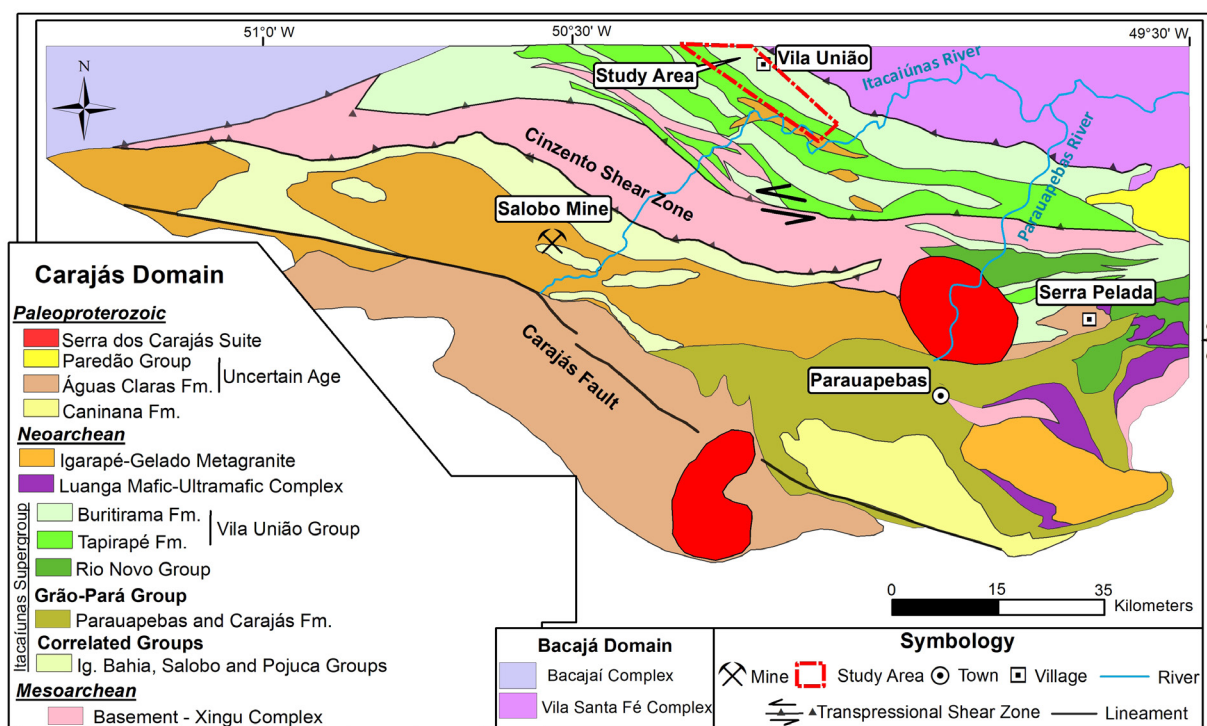 51°0' W
50°30' W
49°30' W
N
Vila União
Study Area
Itacaiúnas River
Parauapebas River
Cinzento Shear Zone
Salobo Mine
Serra Pelada
Carajás Fault
Parauapebas
Carajás Domain
Paleoproterozoic
Serra dos Carajás Suite
Paredão Group
Águas Claras Fm.
Uncertain Age
Caninana Fm.
Neoarchean
Igarapé-Gelado Metagranite
Luanga Mafic-Ultramafic Complex
Itacaiúnas Supergroup
Buritirama Fm.
Vila União Group
Tapirapé Fm.
Rio Novo Group
Grão-Pará Group
Parauapebas and Carajás Fm.
Correlated Groups
Ig. Bahia, Salobo and Pojuca Groups
Mesoarchean
Basement - Xingu Complex
0 15 35
Kilometers
Bacajá Domain
Bacajaí Complex
Vila Santa Fé Complex
Symbology
Mine Study Area Town Village River
Transpressional Shear Zone Lineament